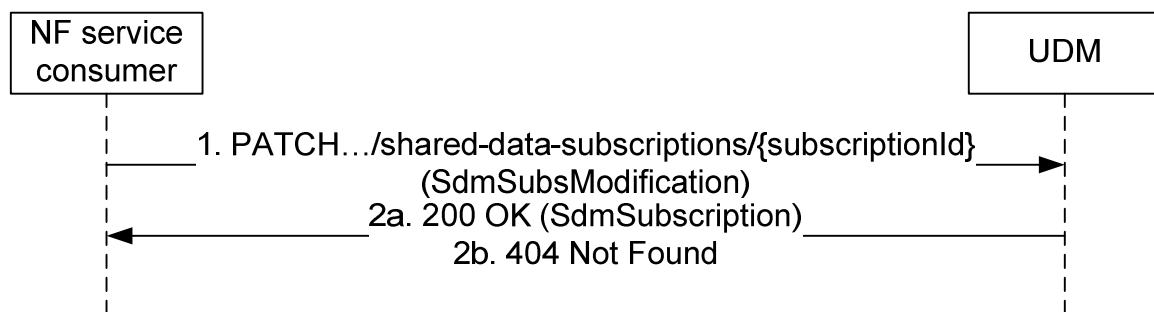 NF service
consumer
UDM
1. PATCH…/shared-data-subscriptions/{subscriptionId}
(SdmSubsModification)
2a. 200 OK (SdmSubscription)
2b. 404 Not Found